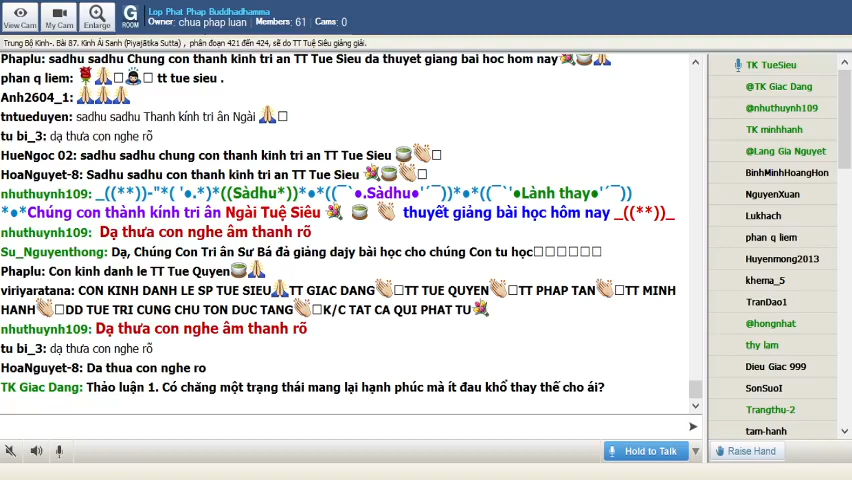 Lop Phat Phap Buddhadhamma
Owner: chua phap luan   Members: 61   Cams: 0
View Cam
My Cam
Enlarge
G
ROOM
Trung Bộ Kinh-. Bài 87. Kinh Ái Sanh (Piyajātika Sutta) , phân đoạn 421 đến 424, sẽ do TT Tuệ Siêu giảng giải.
Phaplu: sadhu sadhu Chung con thanh kinh tri an TT Tue Sieu da thuyet giang bai hoc hom nay
phan q liem: tt tue sieu .
Anh2604_1:
tntueduyen: sadhu sadhu Thanh kính tri ân Ngài
tu bi_3: dạ thưa con nghe rõ
HueNgoc 02: sadhu sadhu chung con thanh kinh tri an TT Tue Sieu
HoaNguyet-8: Sadhu sadhu con thanh kinh tri an TT Tue Sieu
nhuthuynh109: _((**))-"*( '●.*)*((Sàdhu*))*●*((¯`●.Sàdhu●'´¯))*●*((¯`'●Lành thay●'´¯))
*●*Chúng con thành kính tri ân Ngài Tuệ Siêu thuyết giảng bài học hôm nay _((**))_
nhuthuynh109: Dạ thưa con nghe âm thanh rõ
Su_Nguyenthong: Dạ, Chúng Con Tri ân Sư Bá đả giảng dajy bài học cho chúng Con tu học
Phaplu: Con kinh danh le TT Tue Quyen
viriyaratana: CON KINH DANH LE SP TUE SIEU TT GIAC DANG TT TUE QUYEN TT PHAP TAN TT MINH
HANH DD TUE TRI CUNG CHU TON DUC TANG K/C TAT CA QUI PHAT TU
nhuthuynh109: Dạ thưa con nghe âm thanh rõ
tu bi_3: dạ thưa con nghe rõ
HoaNguyet-8: Da thua con nghe ro
TK Giac Dang: Thảo luận 1. Có chăng một trạng thái mang lại hạnh phúc mà ít đau khổ thay thế cho ái?
Hold to Talk
TK TueSieu
@TK Giac Dang
@nhuthuynh109
TK minhhanh
@Lang Gia Nguyet
BinhMinhHoangHon
NguyenXuan
Lukhach
phan q liem
Huyenmong2013
khema_5
TranDao1
@hongnhat
thy lam
Dieu Giac 999
SonSuoI
Trangthu-2
tam-hanh
Raise Hand